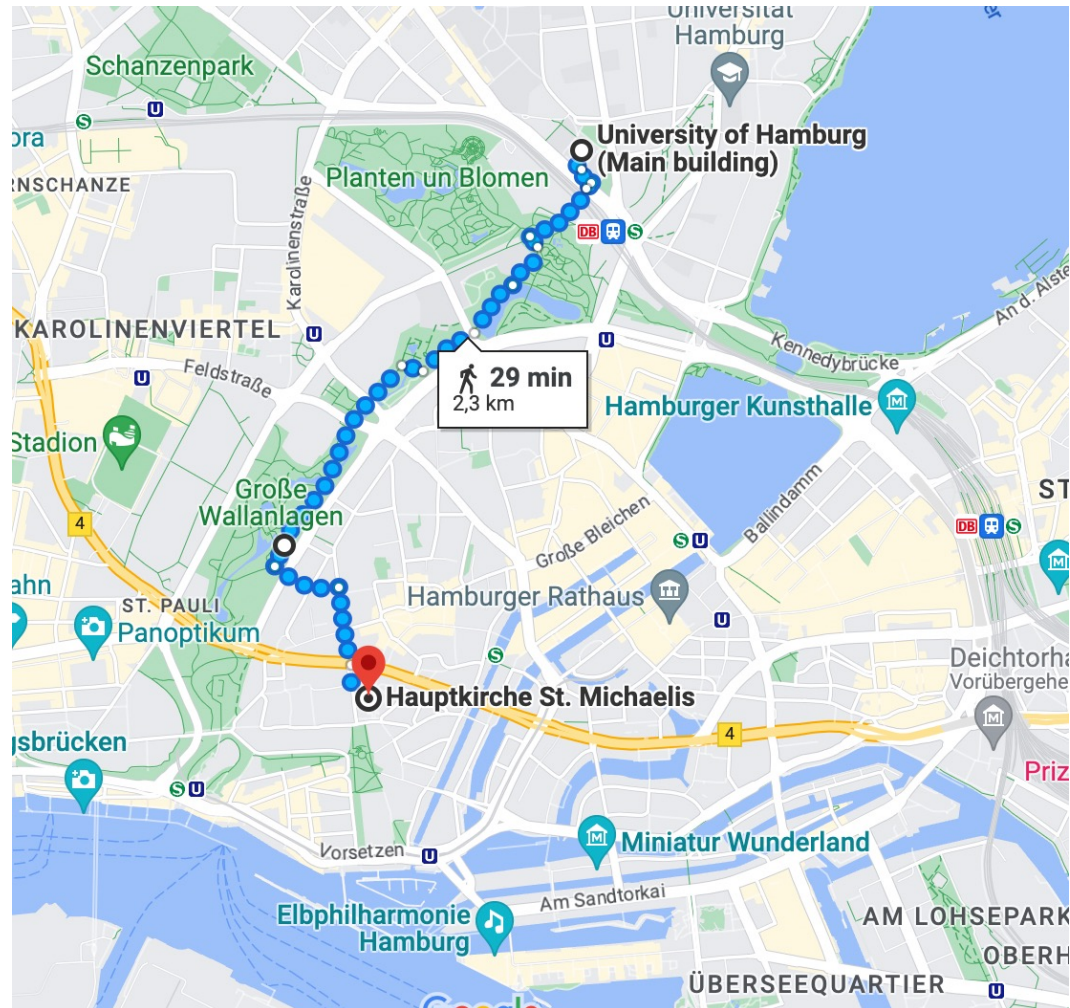 Universität
Hamburg
Schanzenpark
U
S
University of Hamburg
(Main building)
Planten un Blomen
Karolinenstraße
DB
S
KAROLINENVIERTEL
U
U
U
Feldstraße
An d. Alste
Kennedybrücke
29 min
2,3 km
Hamburger Kunsthalle
M
Stadion
Große
Wallanlagen
4
ST
Große Bleichen
Ballindamm
S U
DB
S
M
ahn
ST. PAULI
Panoptikum
Hamburger Rathaus
U
S
Deichtorha
Vorübergehe
M
Hauptkirche St. Michaelis
4
gsbrücken
Priz
S U
Vorsetzen
U
M
Miniatur Wunderland
Am Sandtorkai
Elbphilharmonie
Hamburg
AM LOHSEPARK
OBERH
ÜBERSEEQUARTIER
U